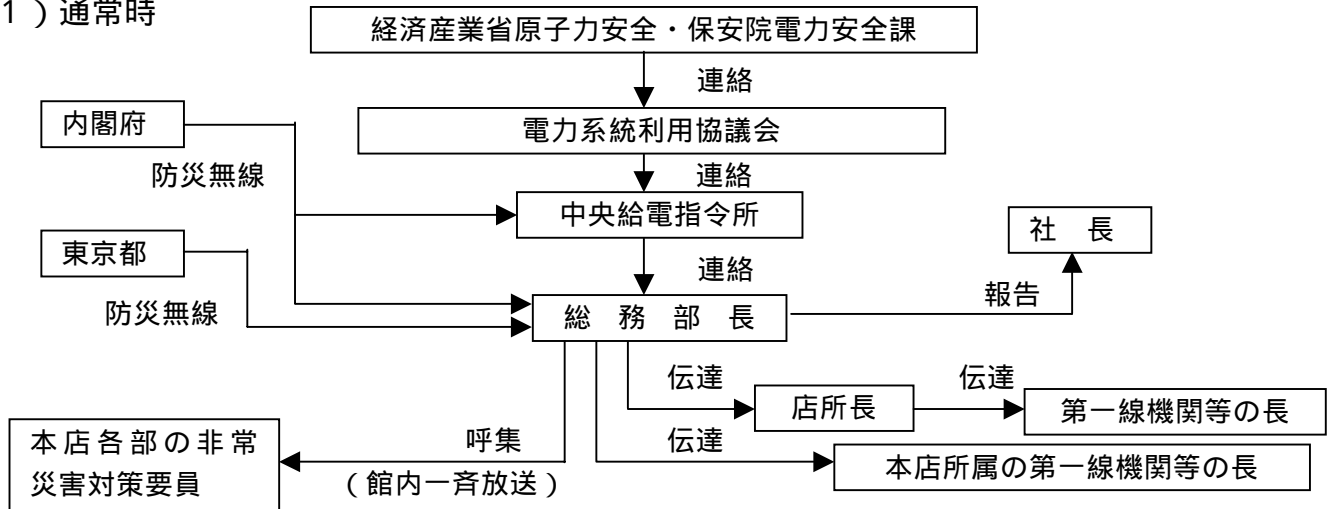 １）通常時
経済産業省原子力安全・保安院電力安全課
連絡
内閣府
電力系統利用協議会
防災無線
連絡
中央給電指令所
社　長
東京都
連絡
報告
防災無線
総　務　部　長
伝達
伝達
店所長
第一線機関等の長
本店各部の非常
災害対策要員
呼集
（館内一斉放送）
伝達
本店所属の第一線機関等の長